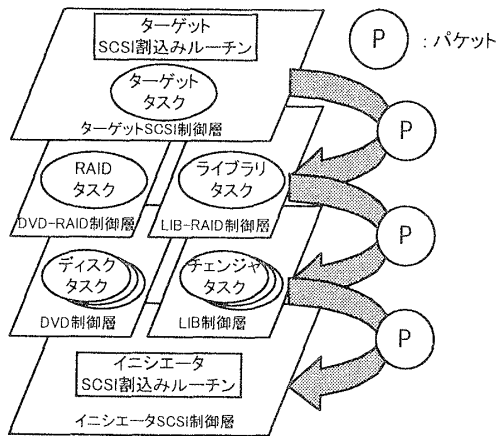 ターゲット
SCSI割込みルーチン
ターゲット
タスク
ターゲットSCSI制御層
P
:パケット
P
RAID
タスク
DVD-RAID制御層
ライブラリ
タスク
LIB-RAID制御層
P
ディスク
タスク
DVD制御層
チェンジャ
タスク
LIB制御層
P
イニシエータ
SCSI割込みルーチン
イニシエータSCSI制御層